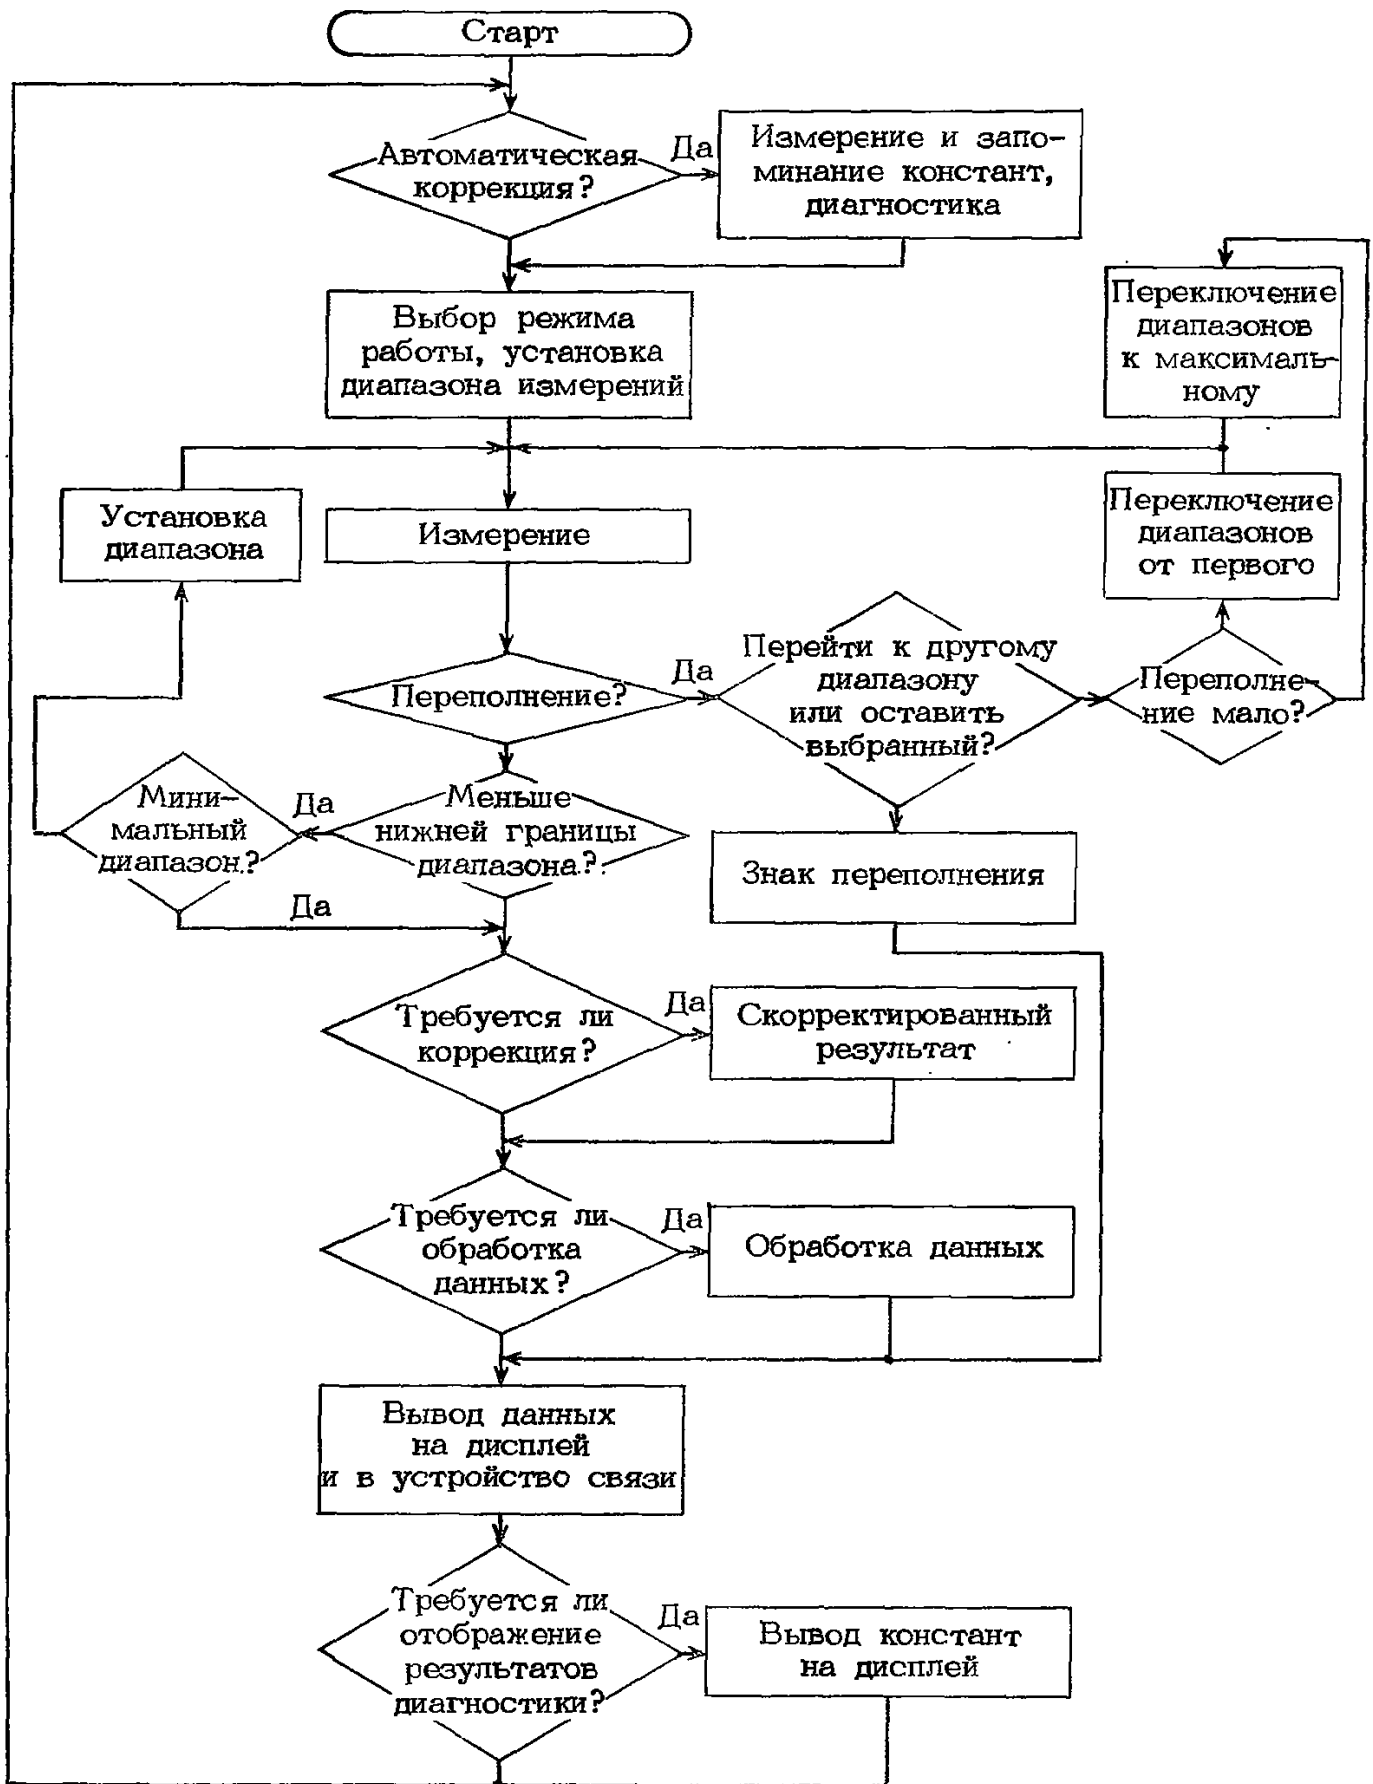 Старт
Автоматическая
коррекция?
Да
Измерение и запо-
минание констант,
диагностика
Выбор режима
работы, установка
диапазона измерений
Переключение
диапазонов
к максималь-
ному
Установка
диапазона
Измерение
Переключение
диапазонов
от первого
Переполнение?
Да
Перейти к другому
диапазону
или оставить
выбранный?
Переполне-
ние мало?
Мини-
мальный
диапазон?
Да
Меньше
нижней границы
диапазона?
Да
Знак переполнения
Требуется ли
коррекция?
Да
Скорректированный
результат
Требуется ли
обработка
данных?
Да
Обработка данных
Вывод данных
на дисплей
и в устройство связи
Требуется ли
отображение
результатов
диагностики?
Да
Вывод констант
на дисплей